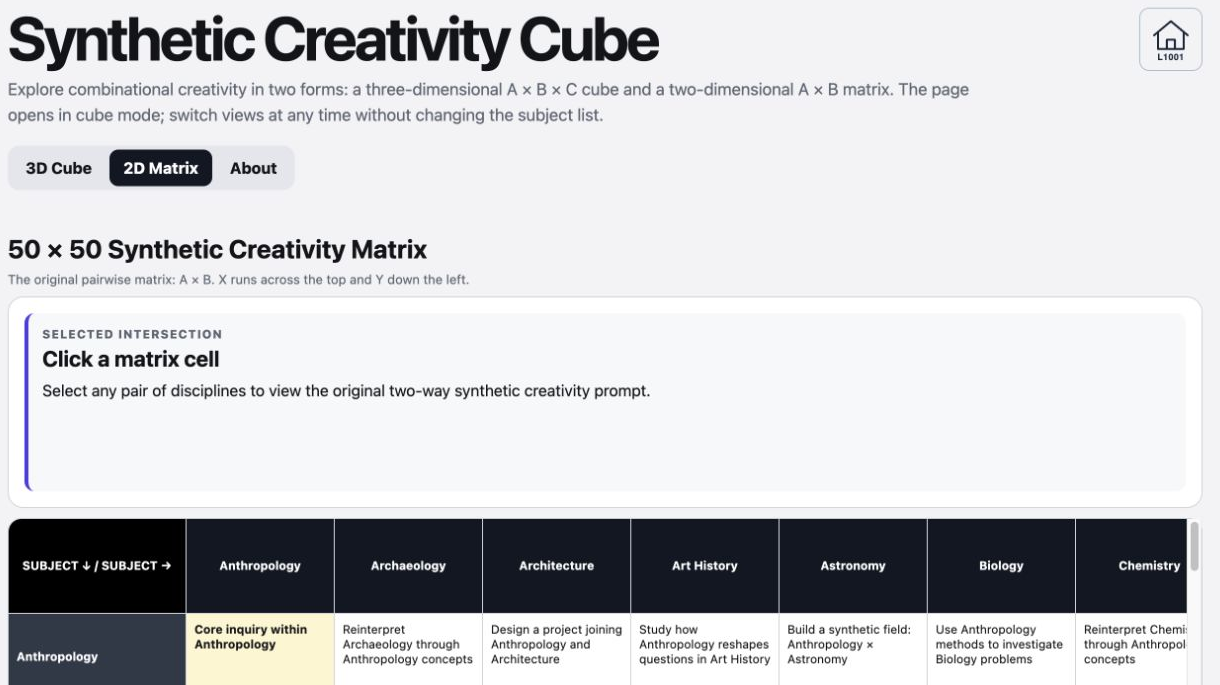 Synthetic Creativity Cube
L1001
Explore combinational creativity in two forms: a three-dimensional A × B × C cube and a two-dimensional A × B matrix. The page
opens in cube mode; switch views at any time without changing the subject list.
3D Cube 2D Matrix About
50 × 50 Synthetic Creativity Matrix
The original pairwise matrix: A × B. X runs across the top and Y down the left.
SELECTED INTERSECTION
Click a matrix cell
Select any pair of disciplines to view the original two-way synthetic creativity prompt.
SUBJECT ↓ / SUBJECT → Anthropology Archaeology Architecture Art History Astronomy Biology Chemistry
Anthropology
Core inquiry within
Anthropology
Reinterpret
Archaeology through
Anthropology concepts
Design a project joining
Anthropology and
Architecture
Study how
Anthropology reshapes
questions in Art History
Build a synthetic field:
Anthropology ×
Astronomy
Use Anthropology
methods to investigate
Biology problems
Reinterpret Chemis
through Anthropol
concepts